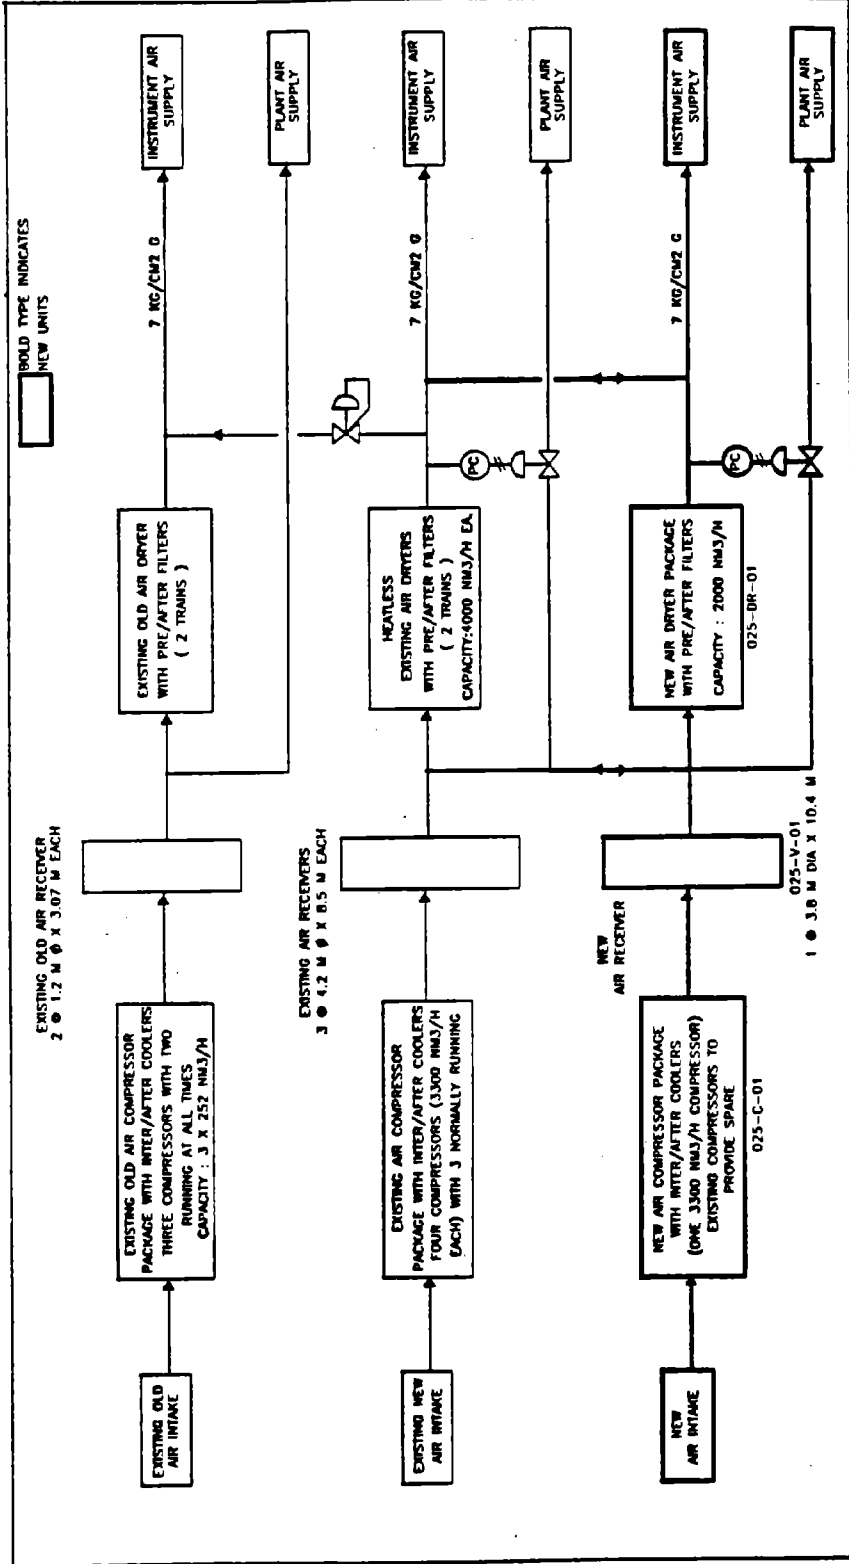 BOLD TYPE INDICATES
NEW UNITS
EXISTING OLD
AIR INTAKE
EXISTING OLD AIR COMPRESSOR
PACKAGE WITH INTER/AFTER COOLERS
THREE COMPRESSORS WITH TWO
RUNNING AT ALL TIMES
CAPACITY : 3 X 252 NM3/H
EXISTING OLD AIR RECEIVER
2 @ 1.2 M Ø X 3.07 M EACH
EXISTING OLD AIR DRYER
WITH PRE/AFTER FILTERS
( 2 TRAINS )
7 KG/CM2 G
INSTRUMENT AIR
SUPPLY
PLANT AIR
SUPPLY
EXISTING NEW
AIR INTAKE
EXISTING AIR COMPRESSOR
PACKAGE WITH INTER/AFTER COOLERS
FOUR COMPRESSORS (3300 NM3/H
EACH) WITH 3 NORMALLY RUNNING
EXISTING AIR RECEIVERS
3 @ 4.2 M Ø X 8.5 M EACH
HEATLESS
EXISTING AIR DRYERS
WITH PRE/AFTER FILTERS
( 2 TRAINS )
CAPACITY:4000 NM3/H EA.
PC
7 KG/CM2 G
INSTRUMENT AIR
SUPPLY
PLANT AIR
SUPPLY
NEW
AIR INTAKE
NEW AIR COMPRESSOR PACKAGE
WITH INTER/AFTER COOLERS
(ONE 3300 NM3/H COMPRESSOR)
EXISTING COMPRESSORS TO
PROVIDE SPARE
025-C-01
NEW
AIR RECEIVER
025-V-01
1 @ 3.8 M DIA X 10.4 M
NEW AIR DRYER PACKAGE
WITH PRE/AFTER FILTERS
CAPACITY : 2000 NM3/H
025-DR-01
PC
7 KG/CM2 G
INSTRUMENT AIR
SUPPLY
PLANT AIR
SUPPLY